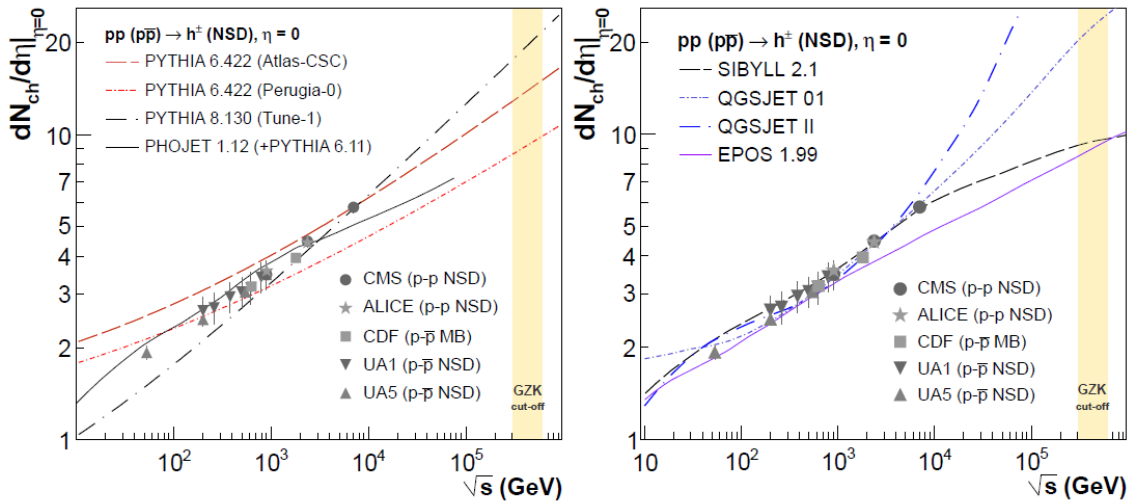 dN_ch/dη|η=0
20
10
7
5
4
3
2
1
pp (pp̅) → h± (NSD), η = 0
PYTHIA 6.422 (Atlas-CSC)
PYTHIA 6.422 (Perugia-0)
PYTHIA 8.130 (Tune-1)
PHOJET 1.12 (+PYTHIA 6.11)
CMS (p-p NSD)
ALICE (p-p NSD)
CDF (p-p̅ MB)
UA1 (p-p̅ NSD)
UA5 (p-p̅ NSD)
GZK
cut-off
10² 10³ 10⁴ 10⁵
√s (GeV)
dN_ch/dη|η=0
20
10
7
5
4
3
2
1
pp (pp̅) → h± (NSD), η = 0
SIBYLL 2.1
QGSJET 01
QGSJET II
EPOS 1.99
CMS (p-p NSD)
ALICE (p-p NSD)
CDF (p-p̅ MB)
UA1 (p-p̅ NSD)
UA5 (p-p̅ NSD)
GZK
cut-off
10 10² 10³ 10⁴ 10⁵
√s (GeV)